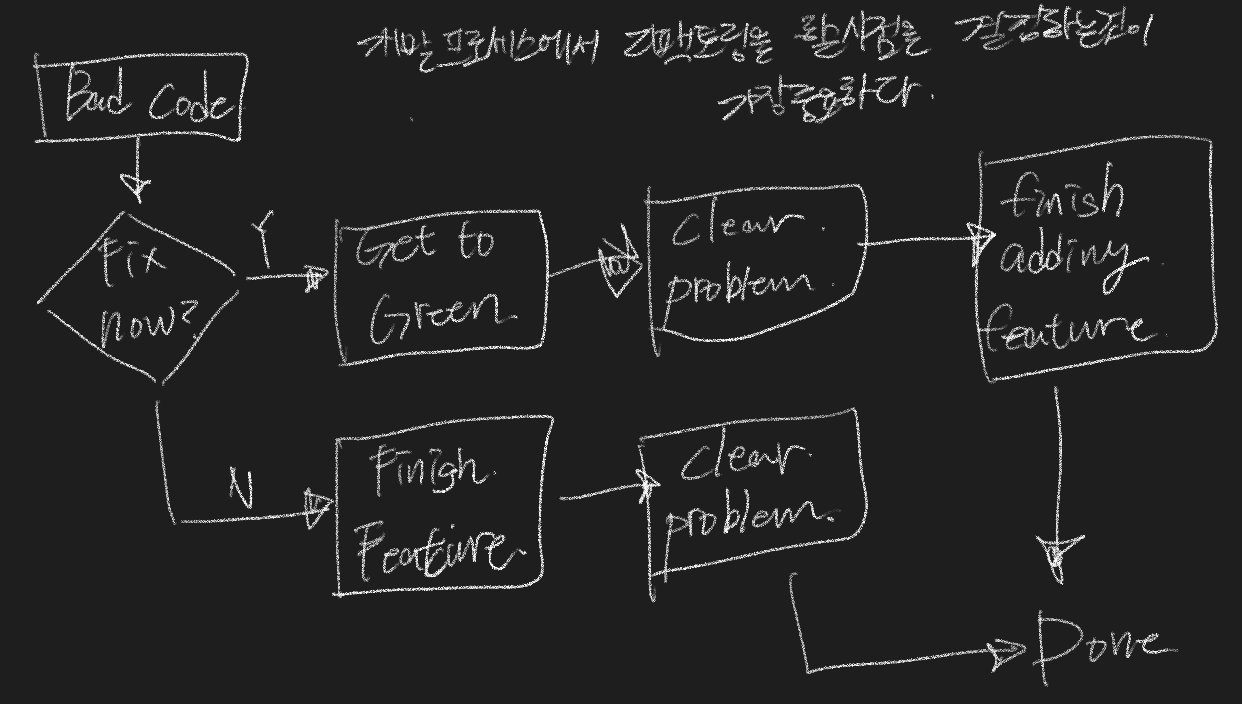 개발 프로세스에서 리팩토링을 할 시점을 결정하는것이
가장 중요하다.
Bad Code
Fix
now?
Y
Get to
Green
Clear
problem.
finish
adding
feature.
N
Finish
Feature.
Clear
problem.
Done